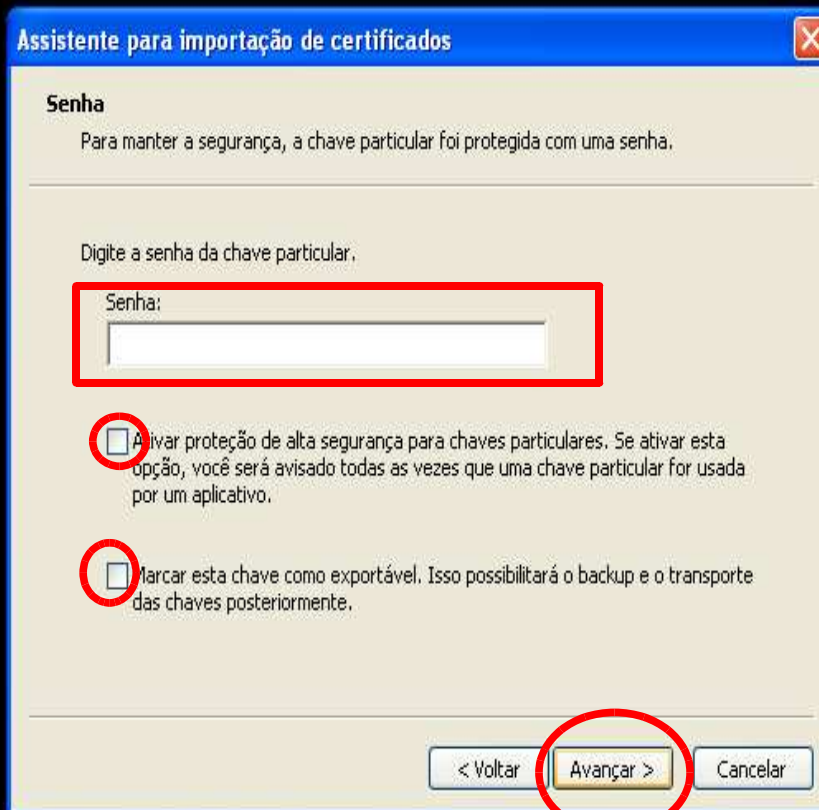 Assistente para importação de certificados
Senha
Para manter a segurança, a chave particular foi protegida com uma senha.
Digite a senha da chave particular.
Senha:
Ativar proteção de alta segurança para chaves particulares. Se ativar esta
opção, você será avisado todas as vezes que uma chave particular for usada
por um aplicativo.
Marcar esta chave como exportável. Isso possibilitará o backup e o transporte
das chaves posteriormente.
< Voltar Avançar > Cancelar